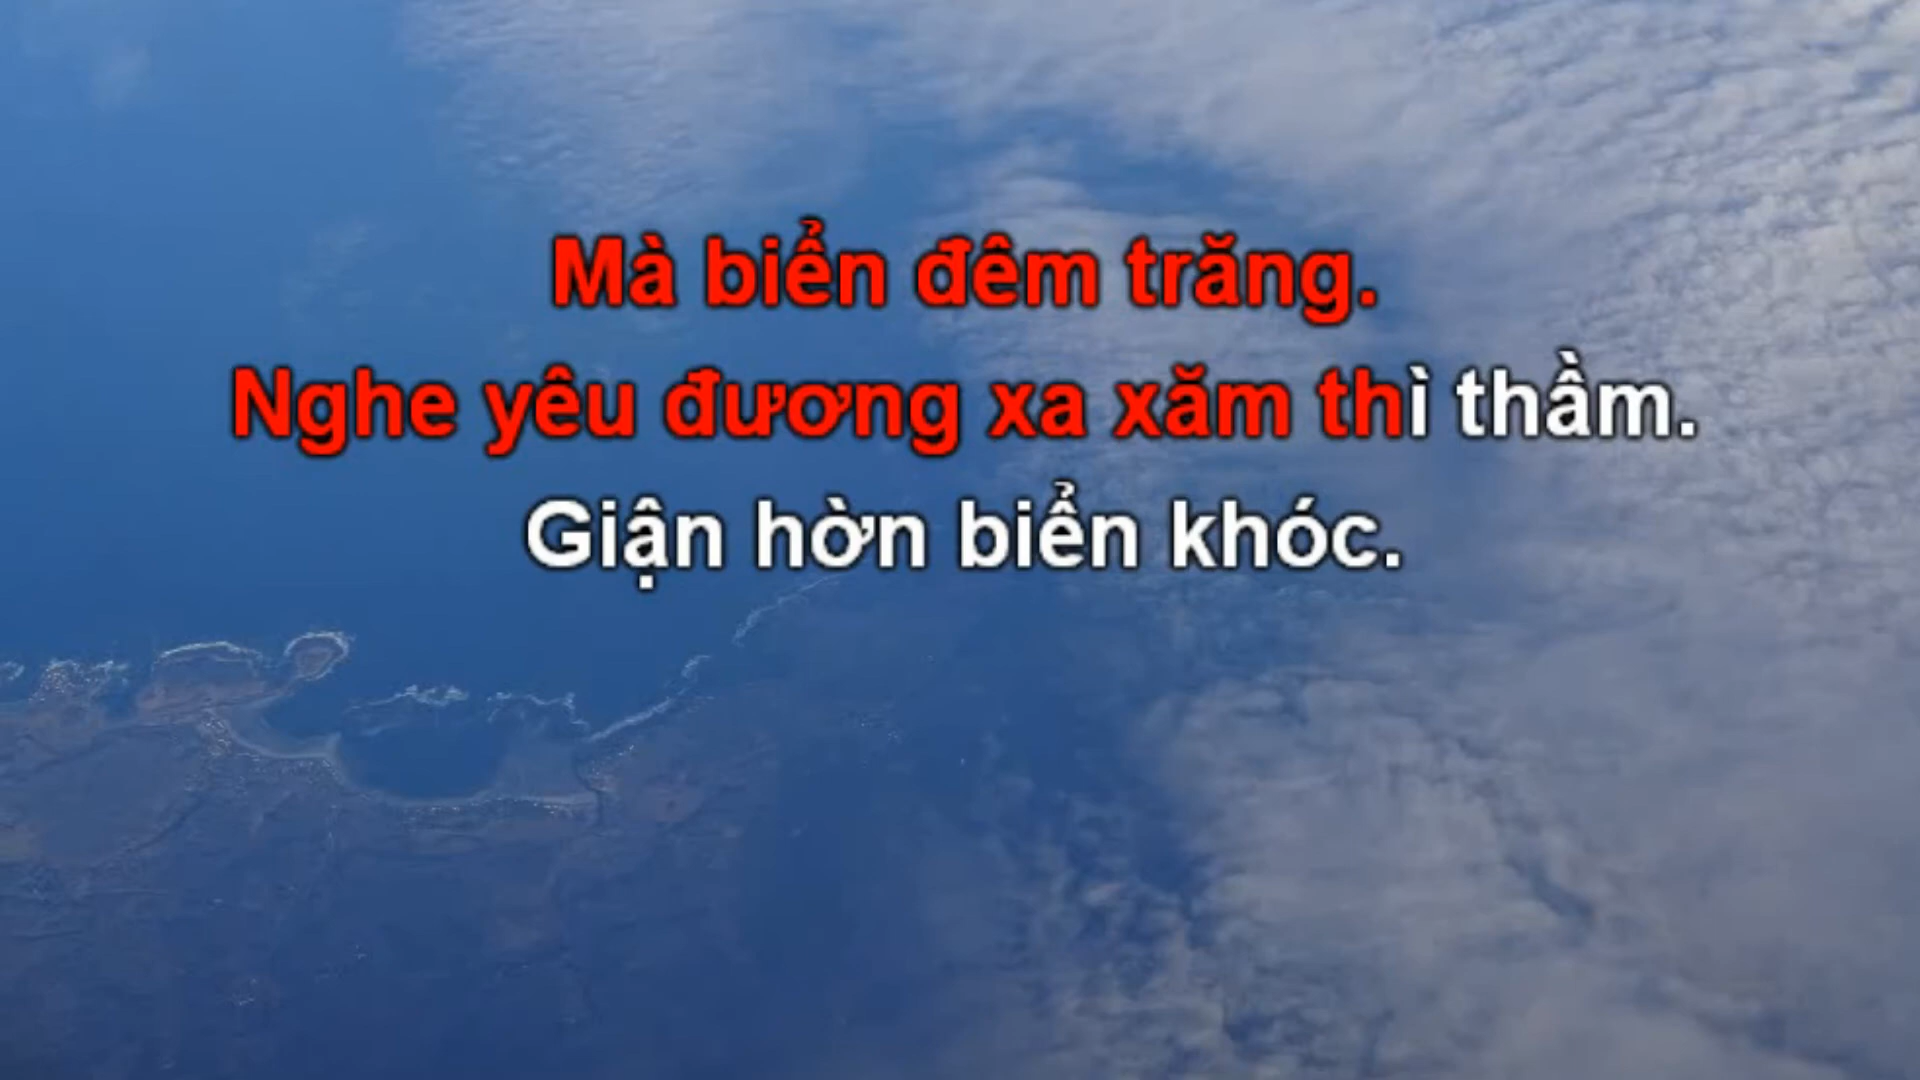 Mà biển đêm trăng.
Nghe yêu đương xa xăm thì thầm.
Giận hờn biển khóc.